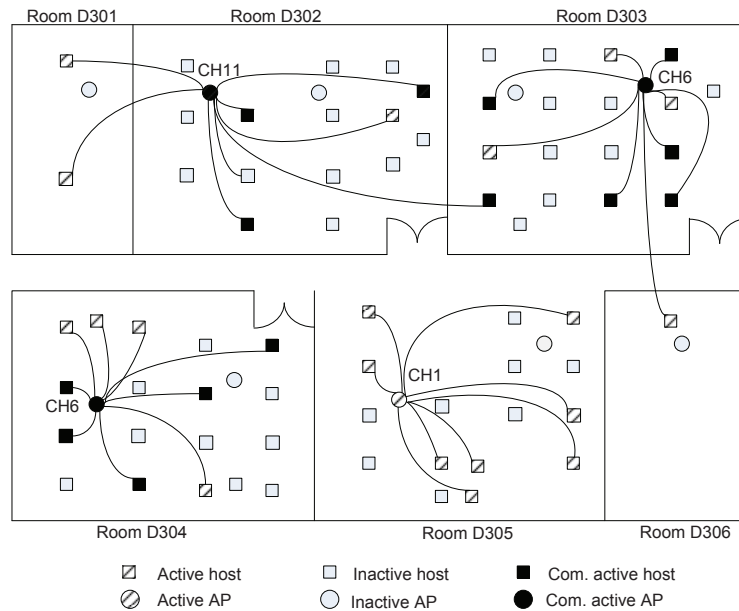 Room D301
Room D302
Room D303
CH11
CH6
CH6
CH1
Room D304
Room D305
Room D306
Active host
Inactive host
Com. active host
Active AP
Inactive AP
Com. active AP